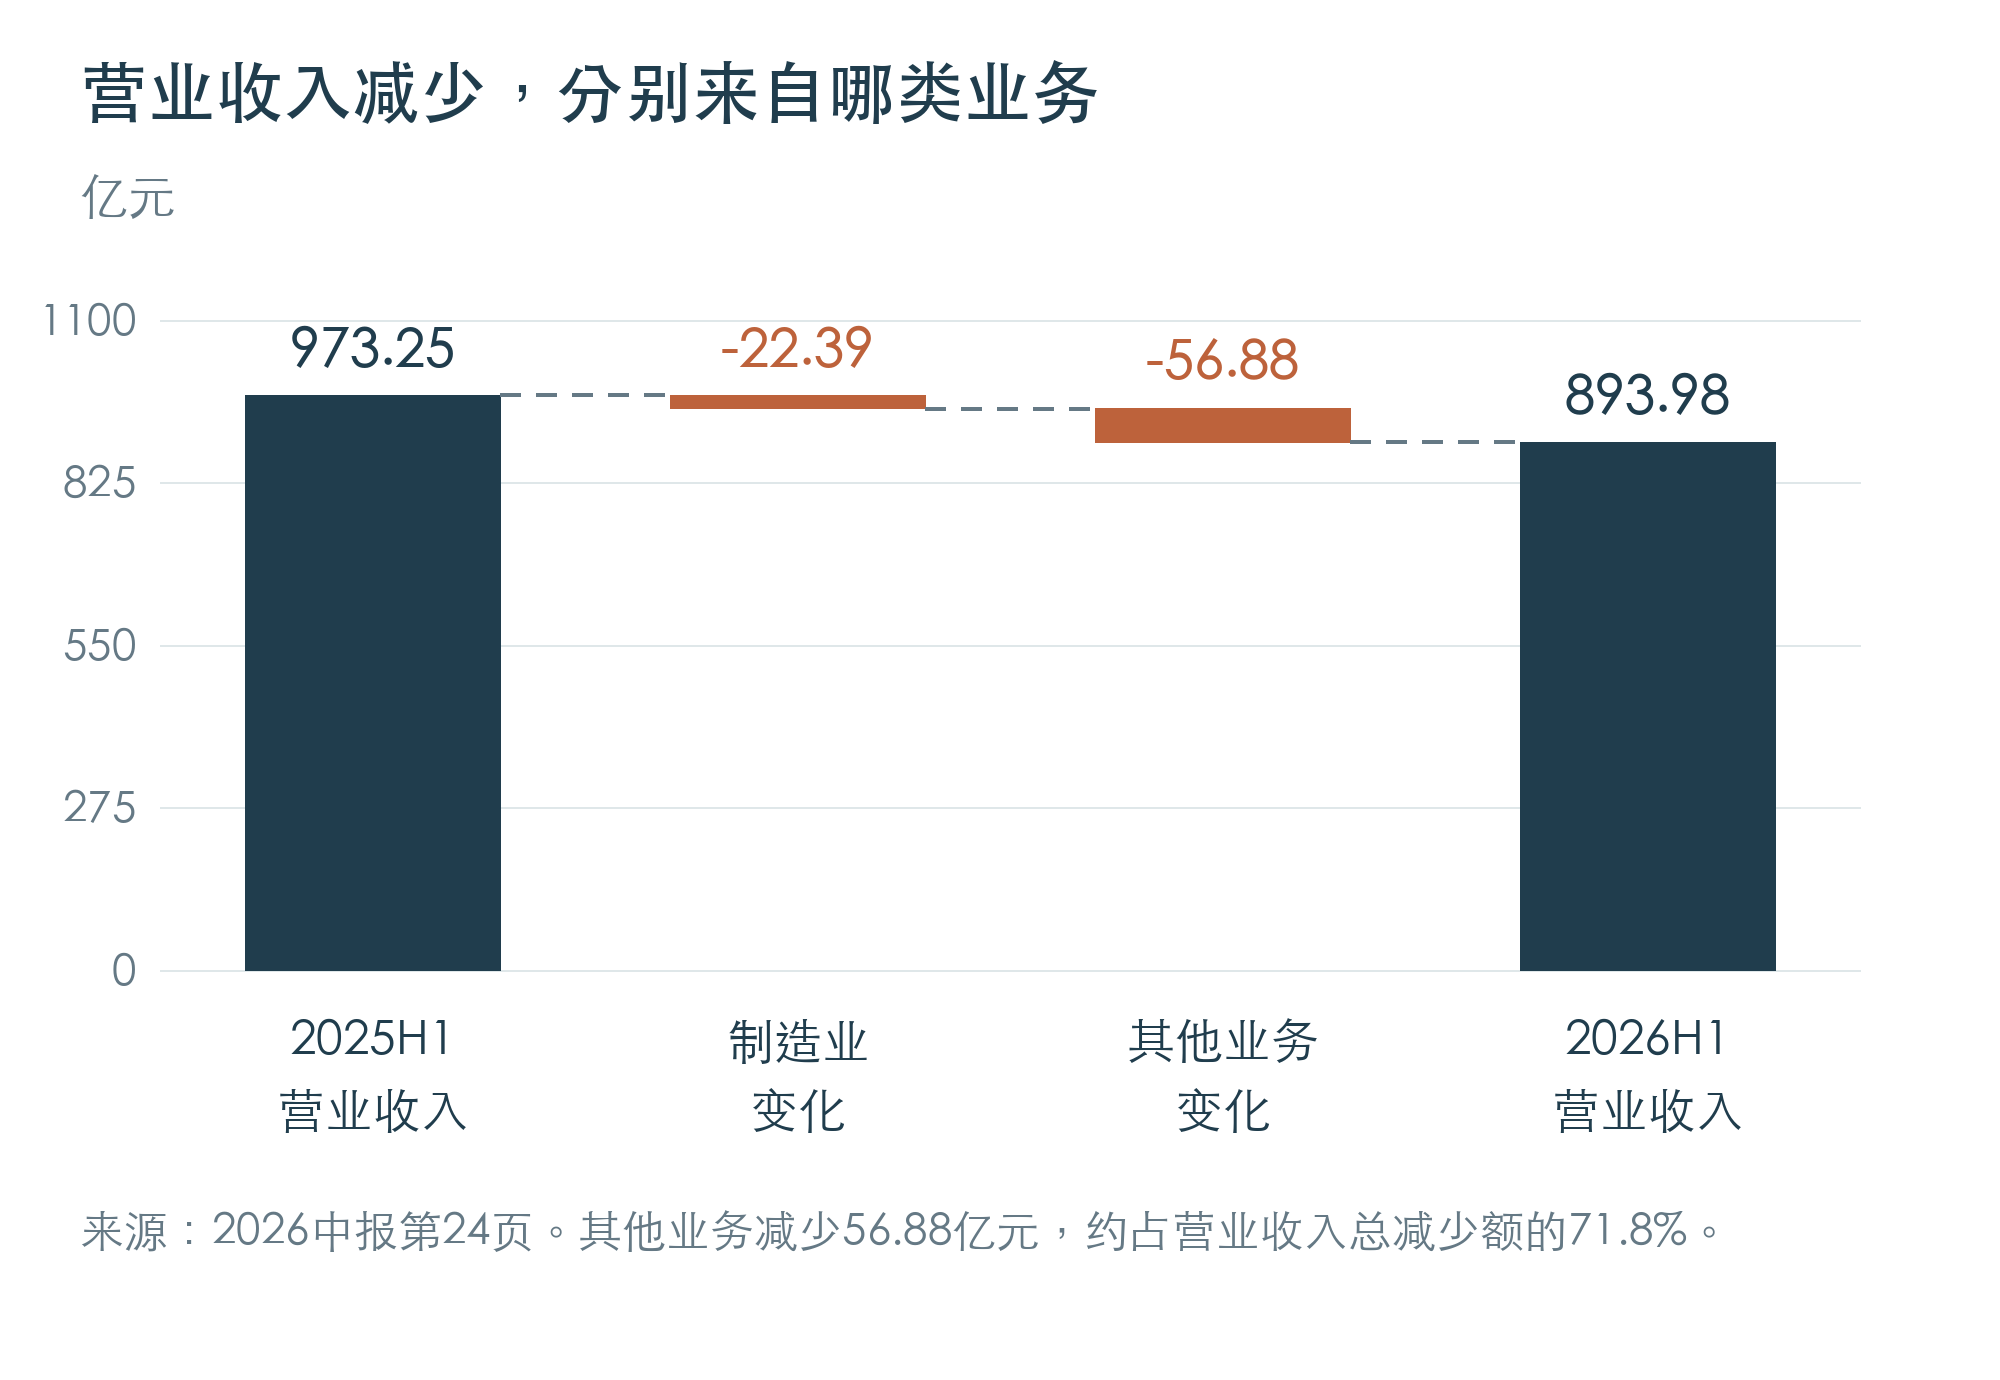 营业收入减少，分别来自哪类业务
亿元
1100
973.25
-22.39
-56.88
893.98
825
550
275
0
2025H1
营业收入
制造业
变化
其他业务
变化
2026H1
营业收入
来源：2026中报第24页。其他业务减少56.88亿元，约占营业收入总减少额的71.8%。